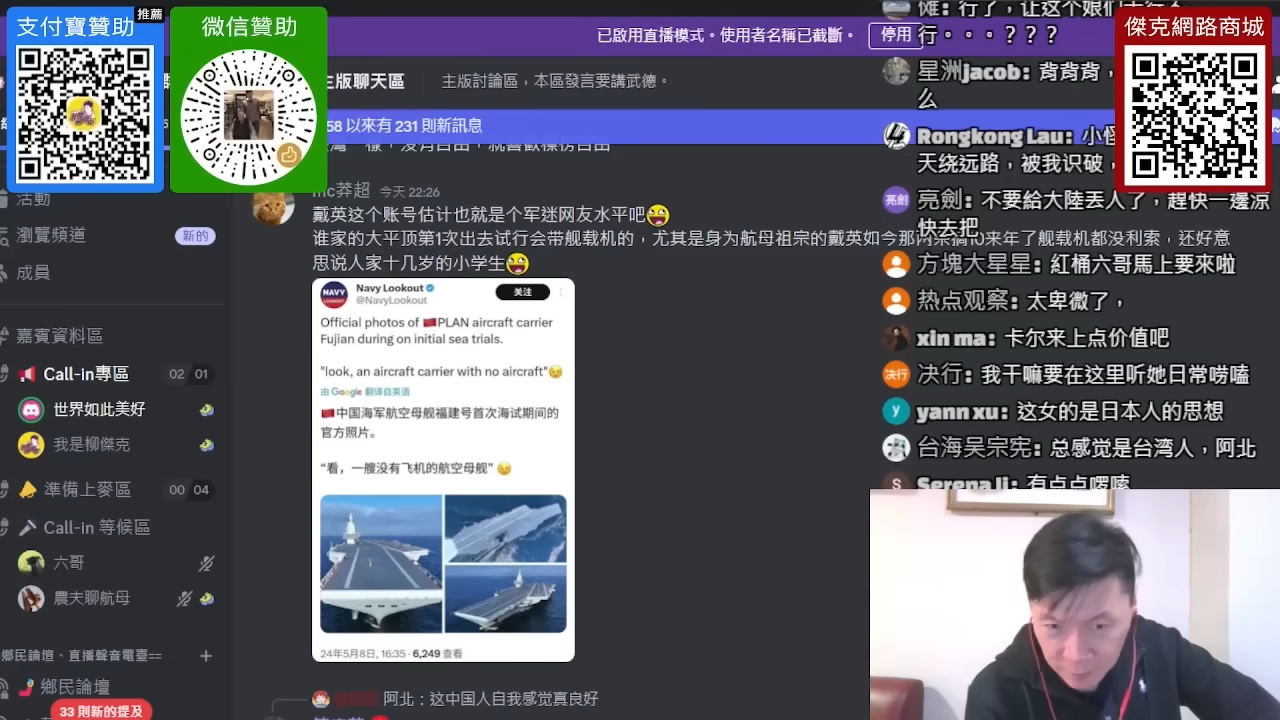 支付寶贊助
推薦
微信贊助
傑克網路商城
已啟用直播模式。使用者名稱已截斷。
停用
主版聊天區
主版討論區，本區發言要講武德。
58 以來有 231 則新訊息
mc莽超 今天 22:26
戴英这个账号估计也就是个军迷网友水平吧
谁家的大平顶第1次出去试行会带舰载机的，尤其是身为航母祖宗的戴英如今那
来年了舰载机都没利索，还好意
思说人家十几岁的小学生
NAVY
LOOKOUT
Navy Lookout
@NavyLookout
关注
Official photos of 🇨🇳PLAN aircraft carrier
Fujian during on initial sea trials.
"look, an aircraft carrier with no aircraft"😉
由 Google 翻译自英语
🇨🇳中国海军航空母舰福建号首次海试期间的
官方照片。
“看，一艘没有飞机的航空母舰” 😉
24年5月8日, 16:35 · 6,249 查看
阿北：这中国人自我感觉真良好
活動
瀏覽頻道
新的
成員
嘉賓資料區
Call-in專區
02 01
世界如此美好
我是柳傑克
準備上麥區
00 04
Call-in 等候區
六哥
農夫聊航母
鄉民論壇、直播聲音電臺==
鄉民論壇
33 則新的提及
傩：行了，让这个娘们
行。。。？？？
星洲jacob：背背背，
么
Rongkong Lau：小
天绕远路，被我识破，
亮劍
亮劍：不要給大陸丟人了，趕快一邊涼
快去把
方塊大星星：紅桶六哥馬上要來啦
热点观察：太卑微了，
xin ma：卡尔来上点价值吧
决行
决行：我干嘛要在这里听她日常唠嗑
y
yann xu：这女的是日本人的思想
台海吴宗宪：总感觉是台湾人，阿北
S
Serena li：有点点啰嗦